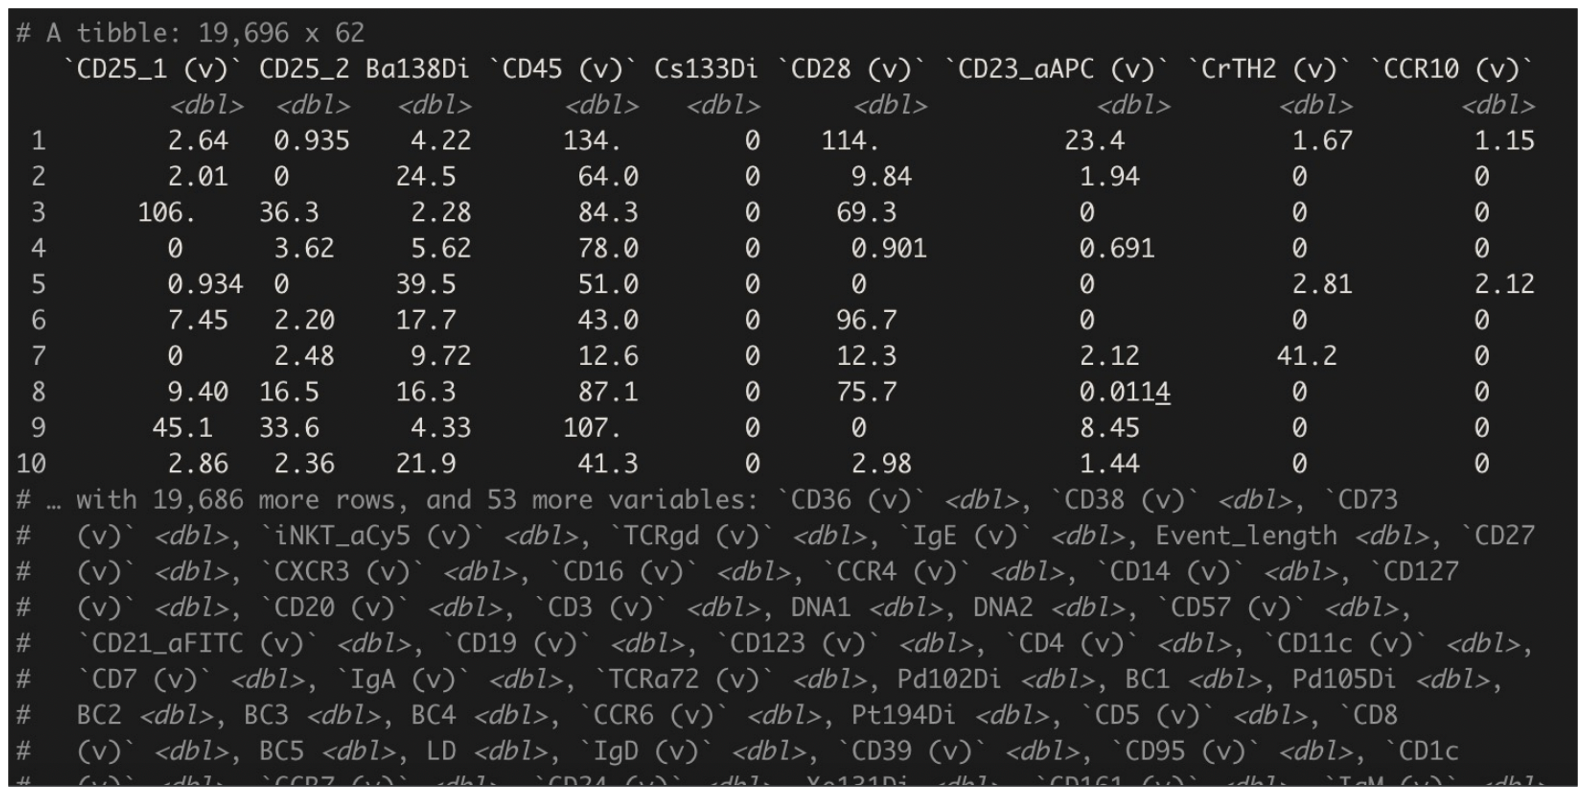 # A tibble: 19,696 x 62
`CD25_1 (v)` CD25_2 Ba138Di `CD45 (v)` Cs133Di `CD28 (v)` `CD23_aAPC (v)` `CrTH2 (v)` `CCR10 (v)`
<dbl> <dbl> <dbl> <dbl> <dbl> <dbl> <dbl> <dbl> <dbl>
1 2.64 0.935 4.22 134. 0 114. 23.4 1.67 1.15
2 2.01 0 24.5 64.0 0 9.84 1.94 0 0
3 106. 36.3 2.28 84.3 0 69.3 0 0 0
4 0 3.62 5.62 78.0 0 0.901 0.691 0 0
5 0.934 0 39.5 51.0 0 0 0 2.81 2.12
6 7.45 2.20 17.7 43.0 0 96.7 0 0 0
7 0 2.48 9.72 12.6 0 12.3 2.12 41.2 0
8 9.40 16.5 16.3 87.1 0 75.7 0.0114 0 0
9 45.1 33.6 4.33 107. 0 0 8.45 0 0
10 2.86 2.36 21.9 41.3 0 2.98 1.44 0 0
# … with 19,686 more rows, and 53 more variables: `CD36 (v)` <dbl>, `CD38 (v)` <dbl>, `CD73
# (v)` <dbl>, `iNKT_aCy5 (v)` <dbl>, `TCRgd (v)` <dbl>, `IgE (v)` <dbl>, Event_length <dbl>, `CD27
# (v)` <dbl>, `CXCR3 (v)` <dbl>, `CD16 (v)` <dbl>, `CCR4 (v)` <dbl>, `CD14 (v)` <dbl>, `CD127
# (v)` <dbl>, `CD20 (v)` <dbl>, `CD3 (v)` <dbl>, DNA1 <dbl>, DNA2 <dbl>, `CD57 (v)` <dbl>,
# `CD21_aFITC (v)` <dbl>, `CD19 (v)` <dbl>, `CD123 (v)` <dbl>, `CD4 (v)` <dbl>, `CD11c (v)` <dbl>,
# `CD7 (v)` <dbl>, `IgA (v)` <dbl>, `TCRa72 (v)` <dbl>, Pd102Di <dbl>, BC1 <dbl>, Pd105Di <dbl>,
# BC2 <dbl>, BC3 <dbl>, BC4 <dbl>, `CCR6 (v)` <dbl>, Pt194Di <dbl>, `CD5 (v)` <dbl>, `CD8
# (v)` <dbl>, BC5 <dbl>, LD <dbl>, `IgD (v)` <dbl>, `CD39 (v)` <dbl>, `CD95 (v)` <dbl>, `CD1c
# (v)` <dbl>, `CCR7 (v)` <dbl>, `CD24 (v)` <dbl>, Xe131Di <dbl>, `CD161 (v)` <dbl>, `IgM (v)` <dbl>